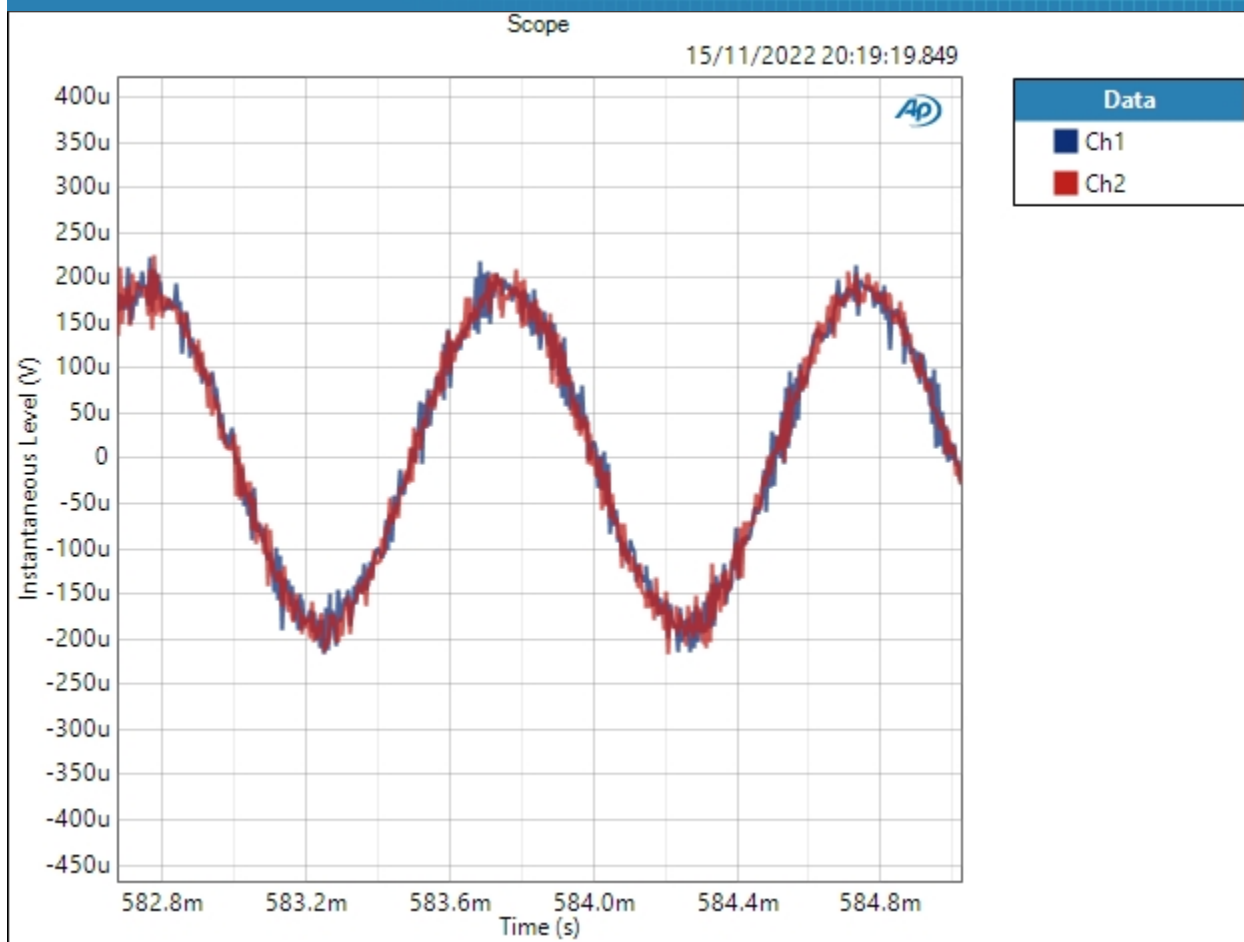 Scope
15/11/2022 20:19:19.849
AP
Data
Ch1
Ch2
Instantaneous Level (V)
400u
350u
300u
250u
200u
150u
100u
50u
0
-50u
-100u
-150u
-200u
-250u
-300u
-350u
-400u
-450u
582.8m 583.2m 583.6m 584.0m 584.4m 584.8m
Time (s)